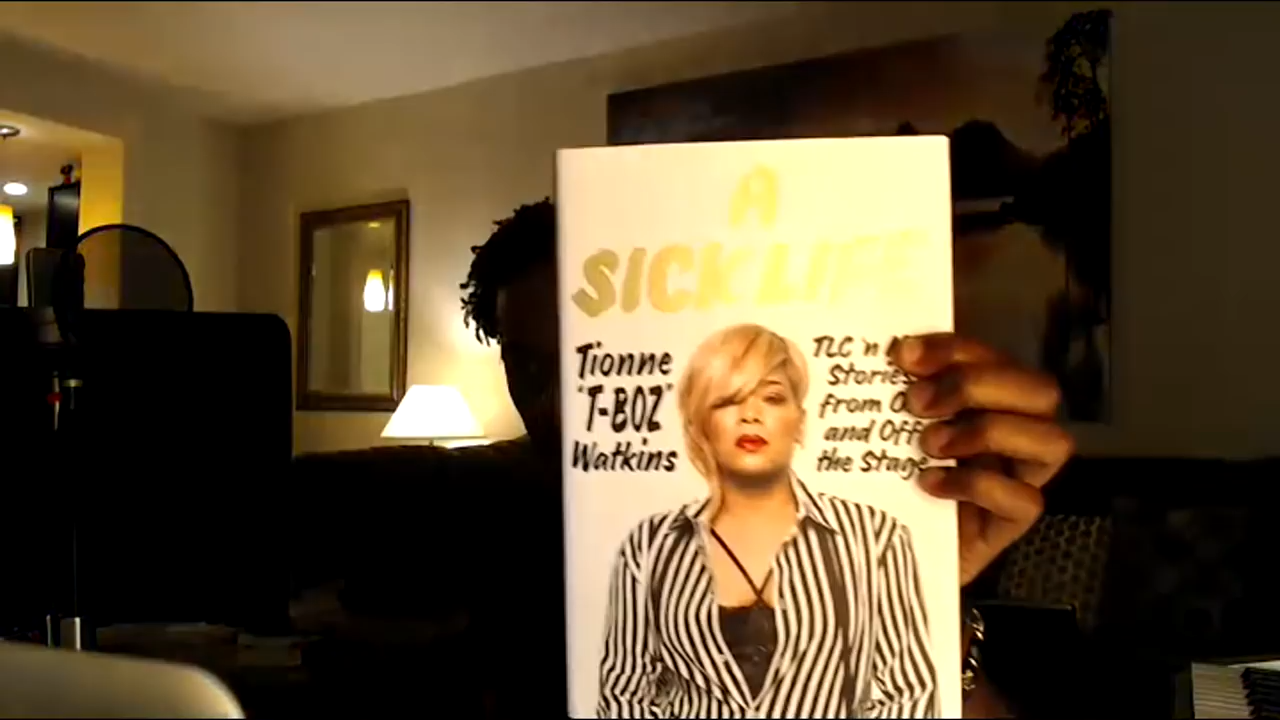 A
SICK LIFE
Tionne
"T-BOZ"
Watkins
TLC 'n
Stories
from
and Off
the Stage